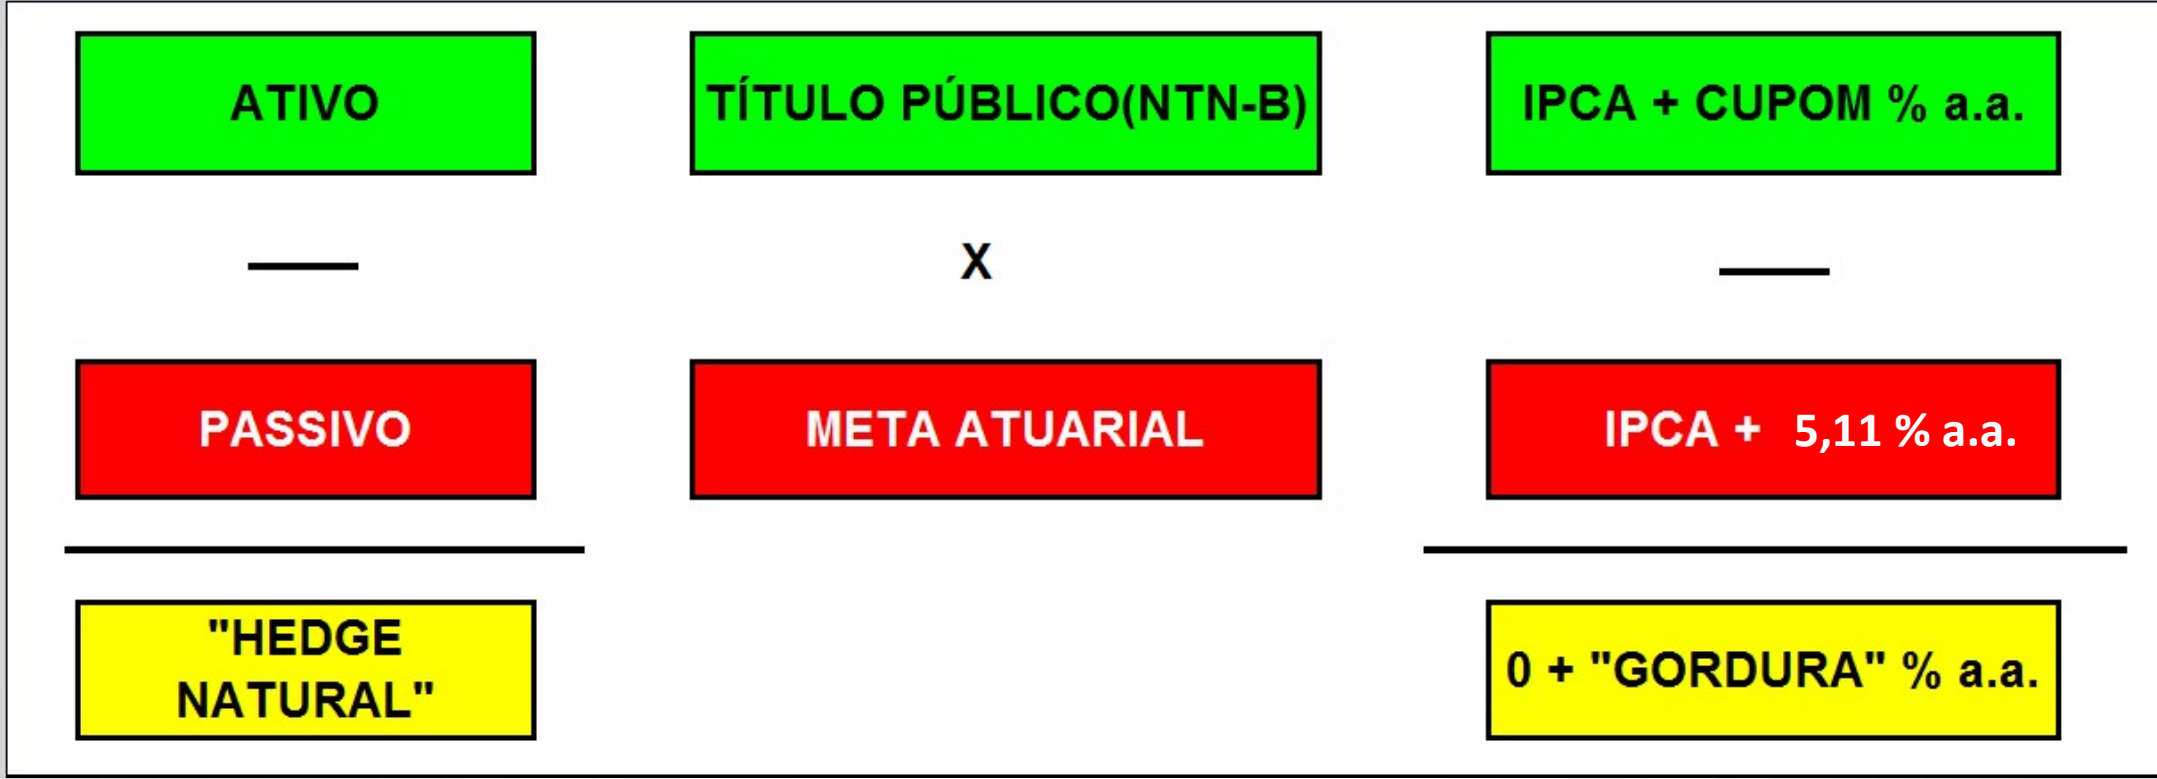 ATIVO
TÍTULO PÚBLICO(NTN-B)
IPCA + CUPOM % a.a.
X
PASSIVO
META ATUARIAL
IPCA + 5,11 % a.a.
"HEDGE
NATURAL"
0 + "GORDURA" % a.a.